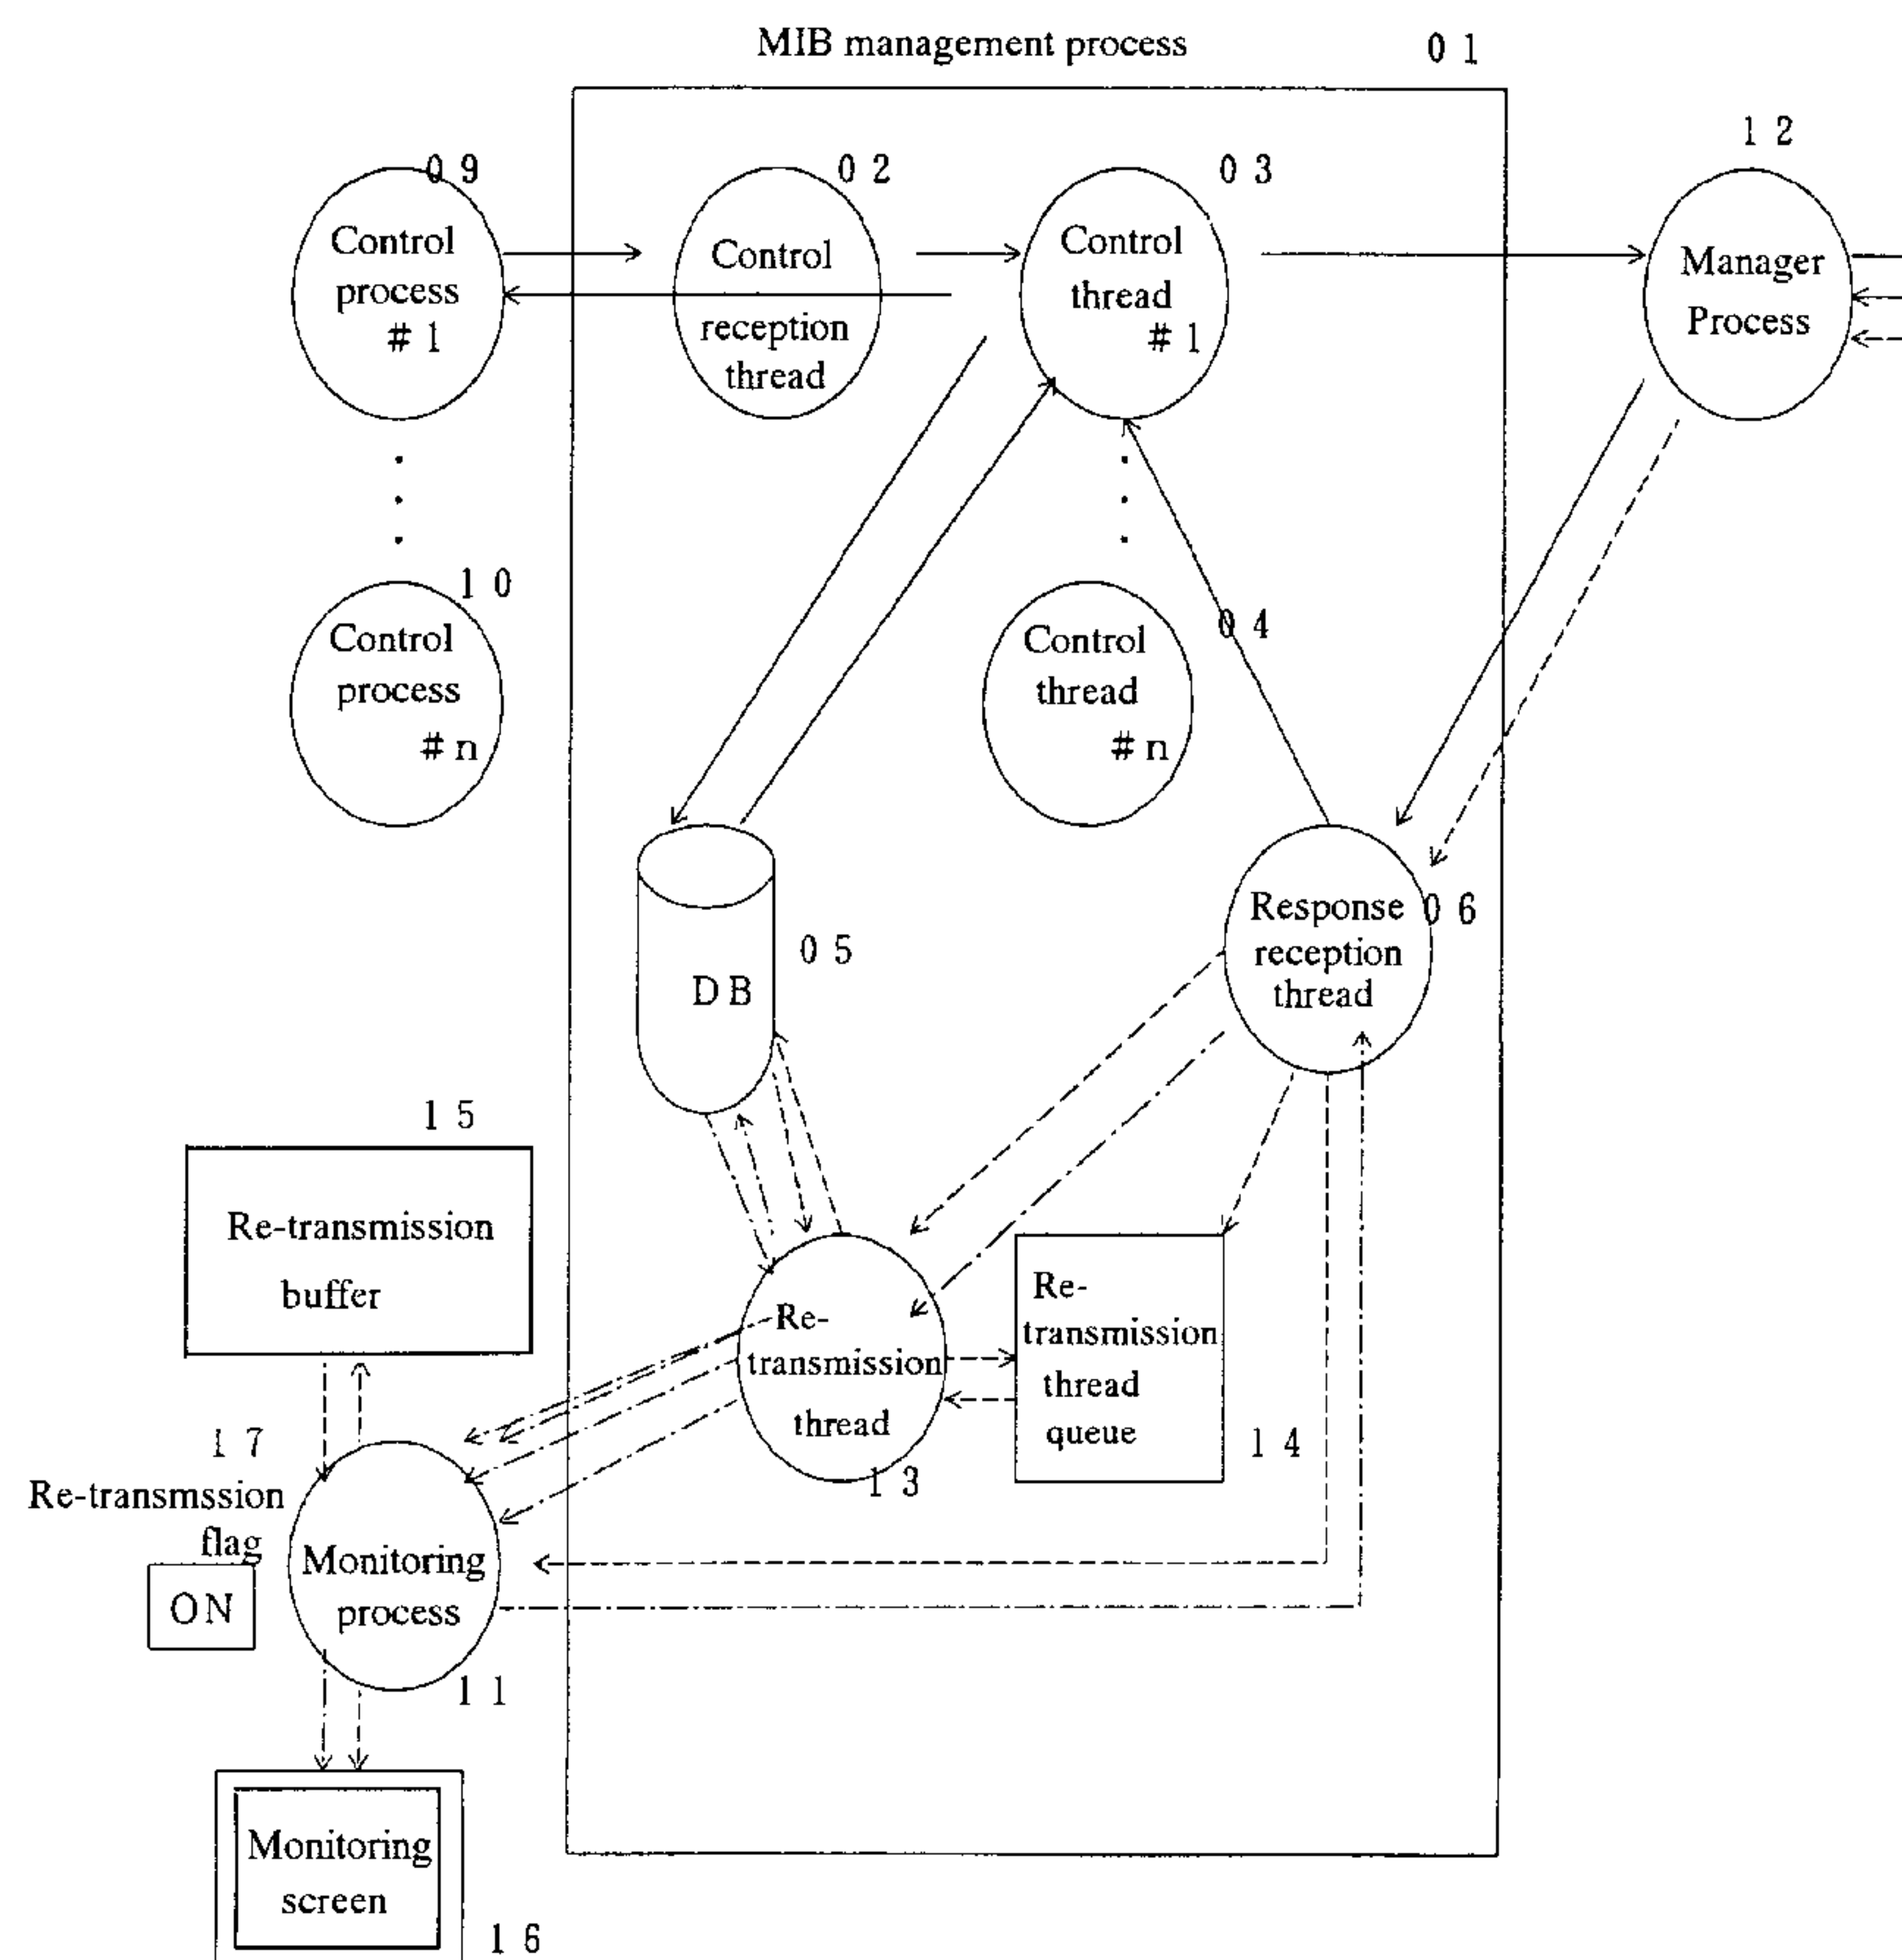 MIB management process
0 1
1 2
0 9
0 2
0 3
Control
process
# 1
Control
reception
thread
Control
thread
# 1
Manager
Process
1 0
Control
process
# n
0 4
Control
thread
# n
0 5
D B
Response
reception
thread
0 6
1 5
Re-transmission
buffer
Re-
transmission
thread
1 3
Re-
transmission
thread
queue
1 4
1 7
Re-transmssion
flag
ON
Monitoring
process
1 1
Monitoring
screen
1 6